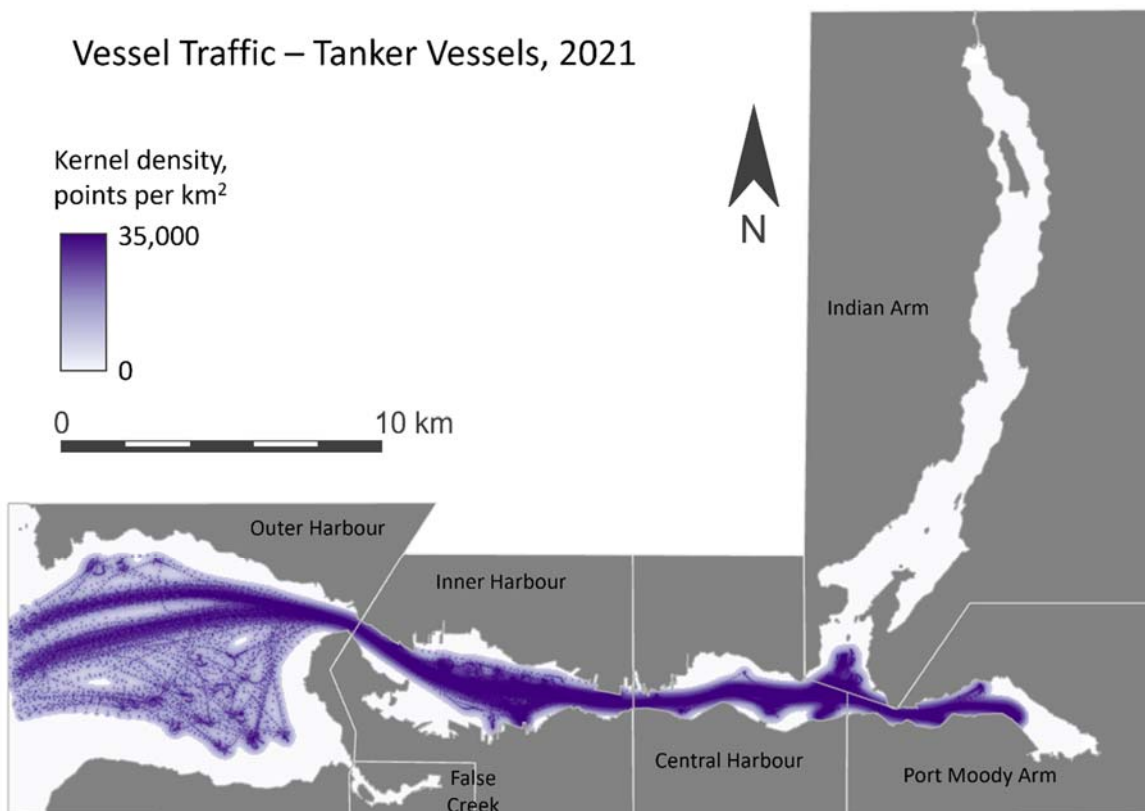 Vessel Traffic – Tanker Vessels, 2021
Kernel density,
points per km²
35,000
0
0 10 km
N
Indian Arm
Outer Harbour
Inner Harbour
Central Harbour
False
Creek
Port Moody Arm